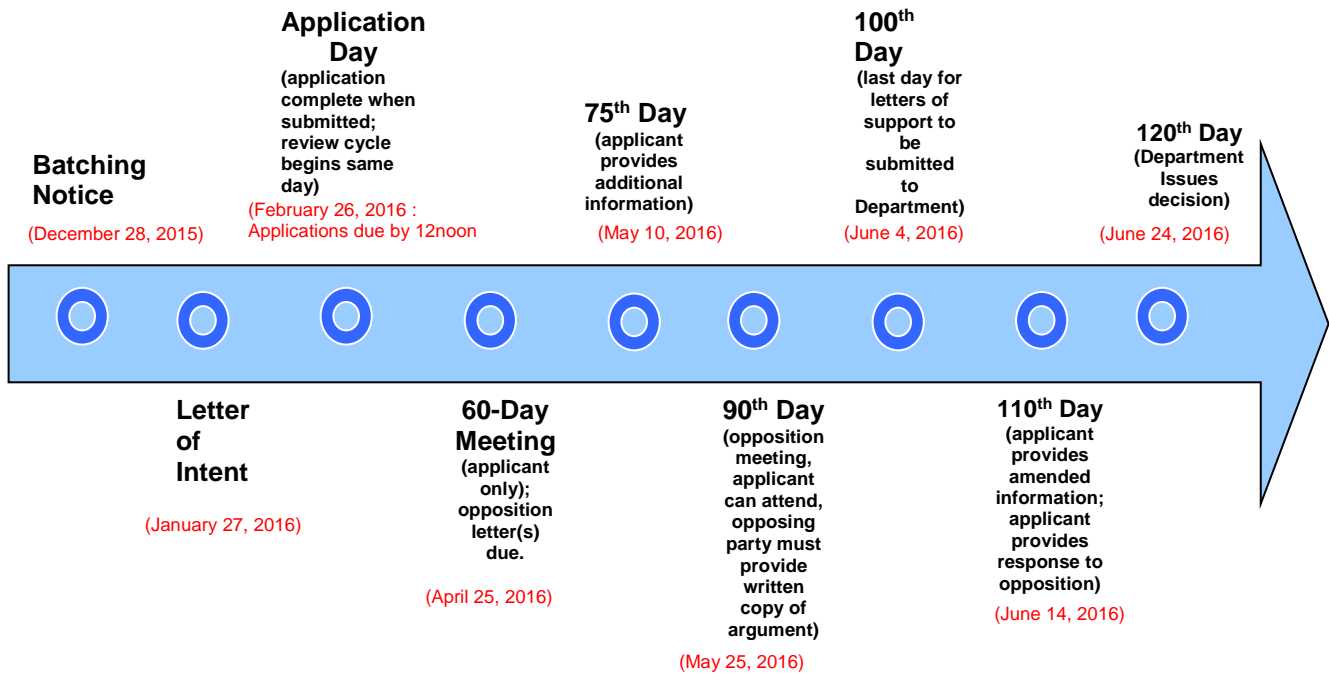 Batching
Notice
(December 28, 2015)
Application
Day
(application
complete when
submitted;
review cycle
begins same
day)
(February 26, 2016 :
Applications due by 12noon
75th Day
(applicant
provides
additional
information)
(May 10, 2016)
100th
Day
(last day for
letters of
support to
be
submitted
to
Department)
(June 4, 2016)
120th Day
(Department
Issues
decision)
(June 24, 2016)
Letter
of
Intent
(January 27, 2016)
60-Day
Meeting
(applicant
only);
opposition
letter(s)
due.
(April 25, 2016)
90th Day
(opposition
meeting,
applicant
can attend,
opposing
party must
provide
written
copy of
argument)
(May 25, 2016)
110th Day
(applicant
provides
amended
information;
applicant
provides
response to
opposition)
(June 14, 2016)